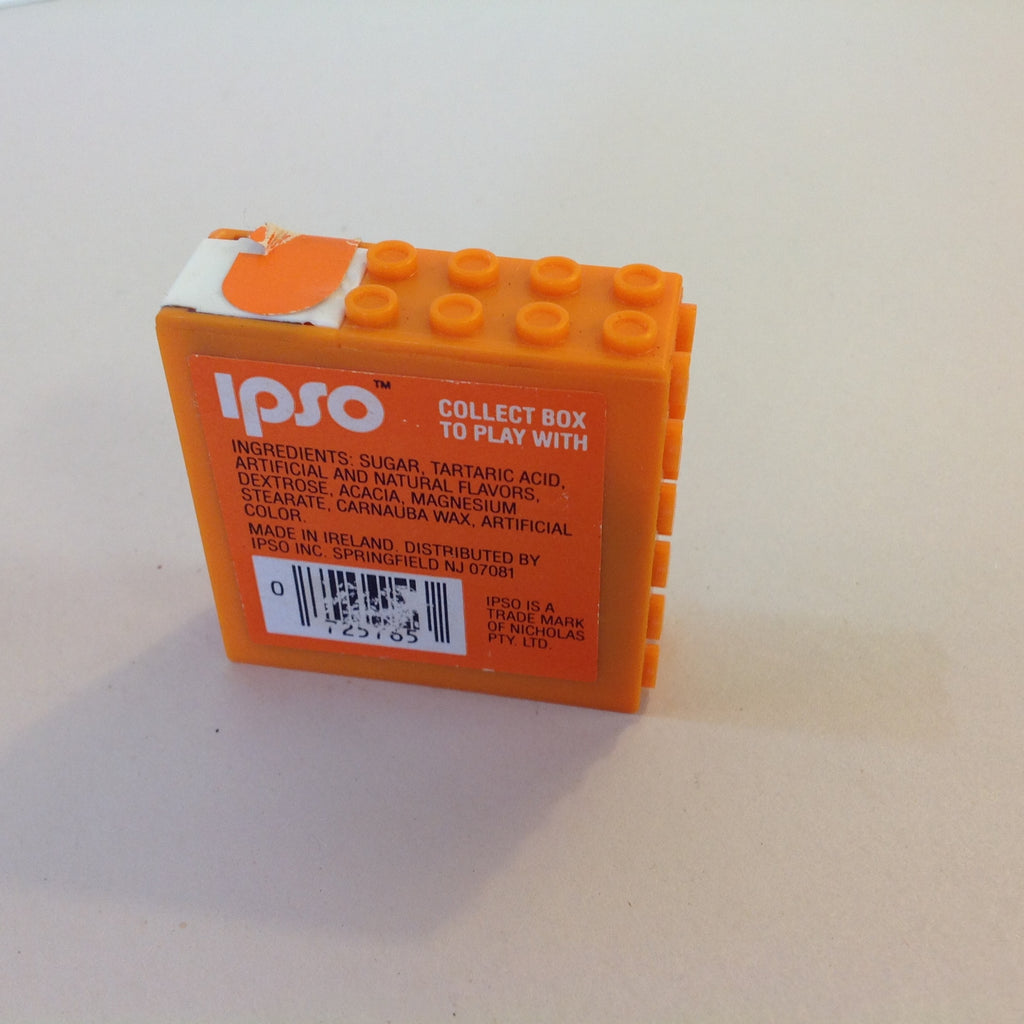 IPSO™
COLLECT BOX
TO PLAY WITH
INGREDIENTS: SUGAR, TARTARIC ACID,
ARTIFICIAL AND NATURAL FLAVORS,
DEXTROSE, ACACIA, MAGNESIUM
STEARATE, CARNAUBA WAX, ARTIFICIAL
COLOR.
MADE IN IRELAND. DISTRIBUTED BY
IPSO INC. SPRINGFIELD NJ 07081
0
725765
IPSO IS A
TRADE MARK
OF NICHOLAS
PTY. LTD.